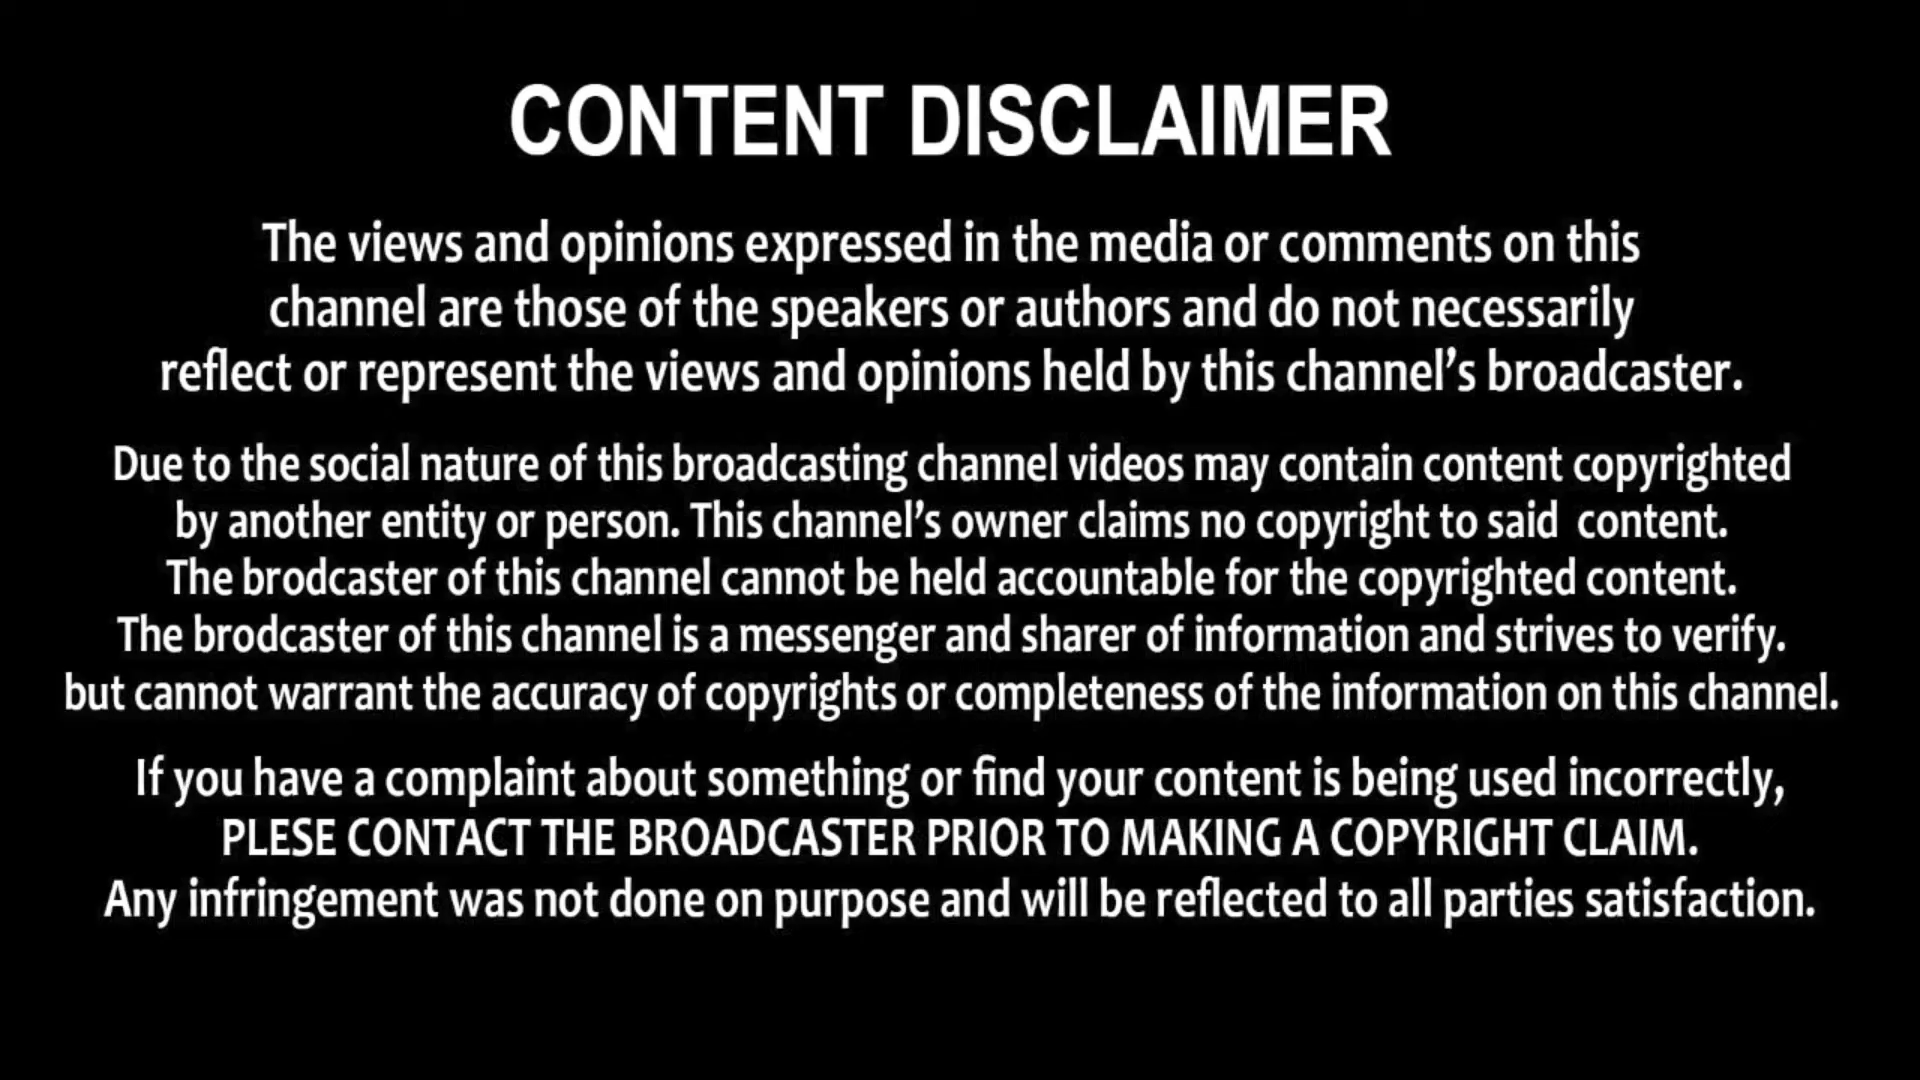 CONTENT DISCLAIMER
The views and opinions expressed in the media or comments on this
channel are those of the speakers or authors and do not necessarily
reflect or represent the views and opinions held by this channel’s broadcaster.
Due to the social nature of this broadcasting channel videos may contain content copyrighted
by another entity or person. This channel’s owner claims no copyright to said content.
The brodcaster of this channel cannot be held accountable for the copyrighted content.
The brodcaster of this channel is a messenger and sharer of information and strives to verify.
but cannot warrant the accuracy of copyrights or completeness of the information on this channel.
If you have a complaint about something or find your content is being used incorrectly,
PLESE CONTACT THE BROADCASTER PRIOR TO MAKING A COPYRIGHT CLAIM.
Any infringement was not done on purpose and will be reflected to all parties satisfaction.